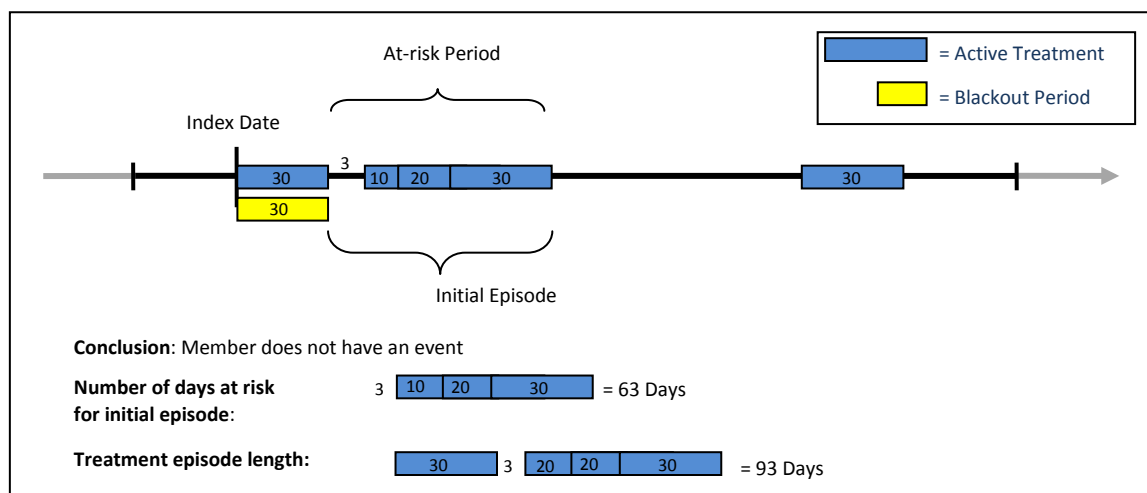 At-risk Period
= Active Treatment
= Blackout Period
Index Date
30 3 10 20 30 30
30
Initial Episode
Conclusion: Member does not have an event
Number of days at risk
for initial episode:
3 10 20 30 = 63 Days
Treatment episode length:
30 3 20 20 30 = 93 Days